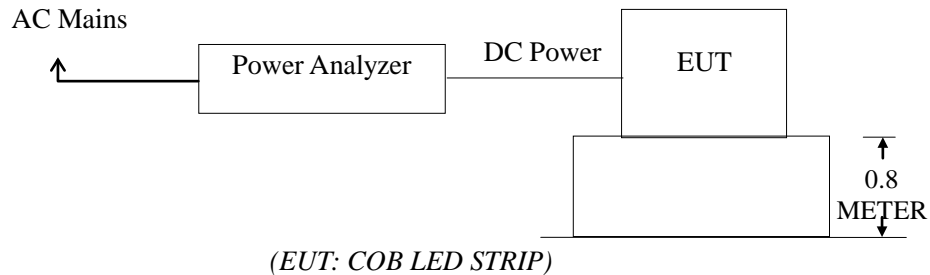 AC Mains
Power Analyzer
DC Power
EUT
0.8
METER
(EUT: COB LED STRIP)